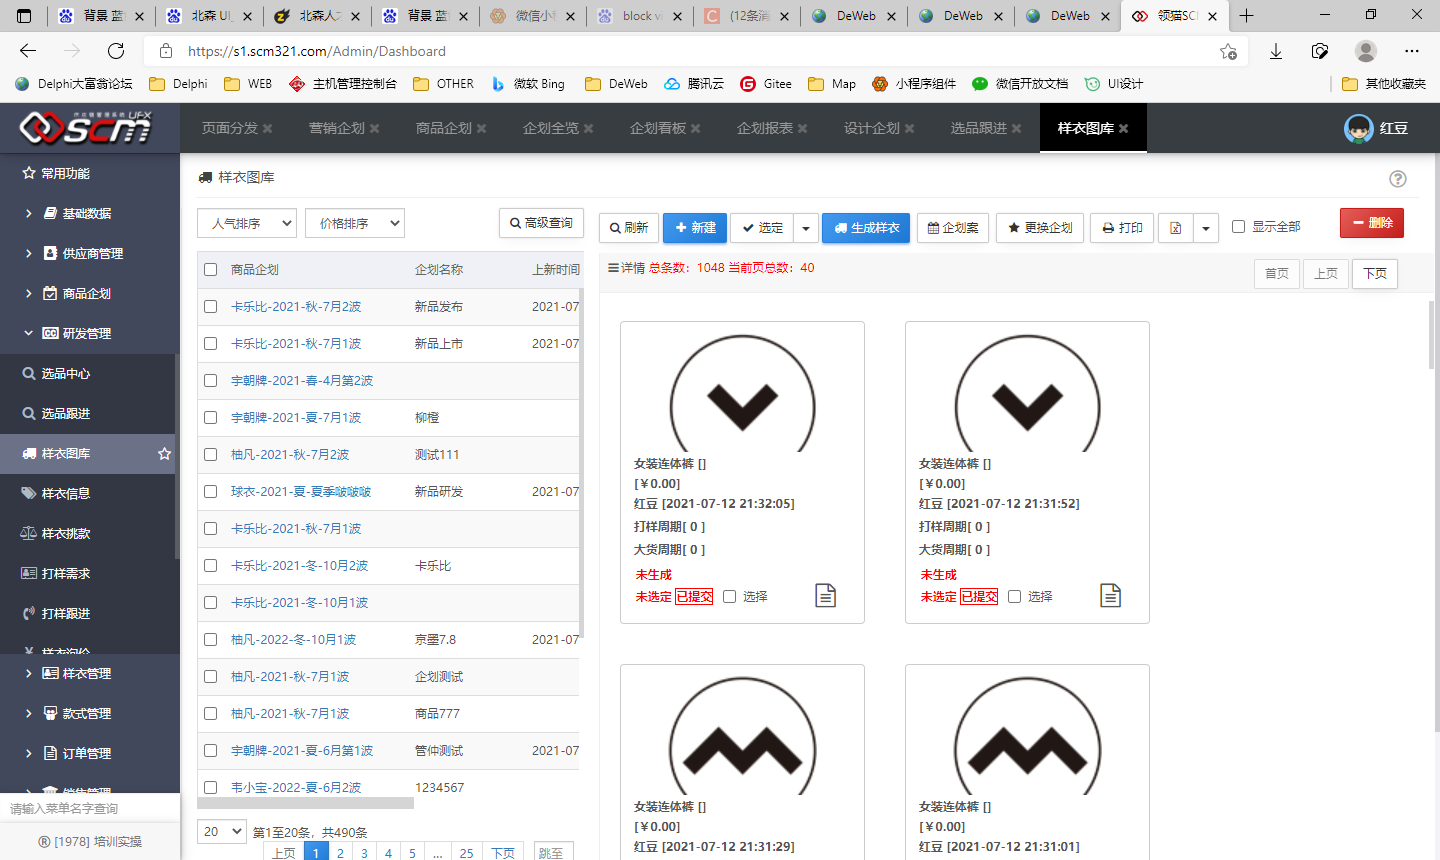 背景 蓝
北森 UI_
北森人才
背景 蓝
微信小程
block vi
(12条消
DeWeb
DeWeb
DeWeb
领猫SCM
https://s1.scm321.com/Admin/Dashboard
Delphi大富翁论坛 Delphi WEB 主机管理控制台 OTHER 微软 Bing DeWeb 腾讯云 Gitee Map 小程序组件 微信开放文档 UI设计 其他收藏夹
供应链管理系统 UFX
scm
页面分发 营销企划 商品企划 企划全览 企划看板 企划报表 设计企划 选品跟进 样衣图库 红豆
常用功能
基础数据
供应商管理
商品企划
研发管理
选品中心
选品跟进
样衣图库
样衣信息
样衣挑款
打样需求
打样跟进
样衣询价
样衣管理
款式管理
订单管理
销售管理
请输入菜单名字查询
® [1978] 培训实操
样衣图库
人气排序 价格排序 高级查询
商品企划 企划名称 上新时间
卡乐比-2021-秋-7月2波 新品发布 2021-07
卡乐比-2021-秋-7月1波 新品上市 2021-07
宇朝牌-2021-春-4月第2波
宇朝牌-2021-夏-7月1波 柳橙
柚凡-2021-秋-7月2波 测试111
球衣-2021-夏-夏季啵啵啵 新品研发 2021-07
卡乐比-2021-秋-7月1波
卡乐比-2021-冬-10月2波 卡乐比
卡乐比-2021-冬-10月1波
柚凡-2022-冬-10月1波 京墨7.8 2021-07
柚凡-2021-秋-7月1波 企划测试
柚凡-2021-秋-7月1波 商品777
宇朝牌-2021-夏-6月第1波 管仲测试 2021-07
韦小宝-2022-夏-6月2波 1234567
20 第1至20条，共490条
上页 1 2 3 4 5 ... 25 下页 跳至
刷新 新建 选定 生成样衣 企划案 更换企划 打印 显示全部 删除
详情 总条数：1048 当前页总数：40
首页 上页 下页
女装连体裤 []
[￥0.00]
红豆 [2021-07-12 21:32:05]
打样周期[ 0 ]
大货周期[ 0 ]
未生成
未选定 已提交 选择
女装连体裤 []
[￥0.00]
红豆 [2021-07-12 21:31:52]
打样周期[ 0 ]
大货周期[ 0 ]
未生成
未选定 已提交 选择
女装连体裤 []
[￥0.00]
红豆 [2021-07-12 21:31:29]
女装连体裤 []
[￥0.00]
红豆 [2021-07-12 21:31:01]